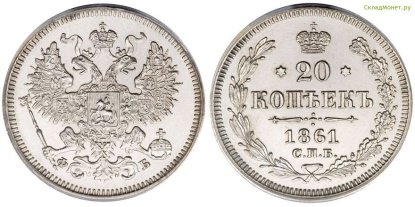 СкладМонет.ру
Ф Б
20
КОПѢЕКЪ
1861
С.П.Б.